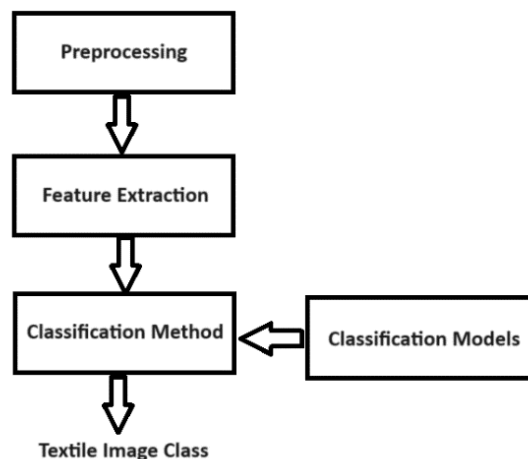 Preprocessing
Feature Extraction
Classification Method
Classification Models
Textile Image Class